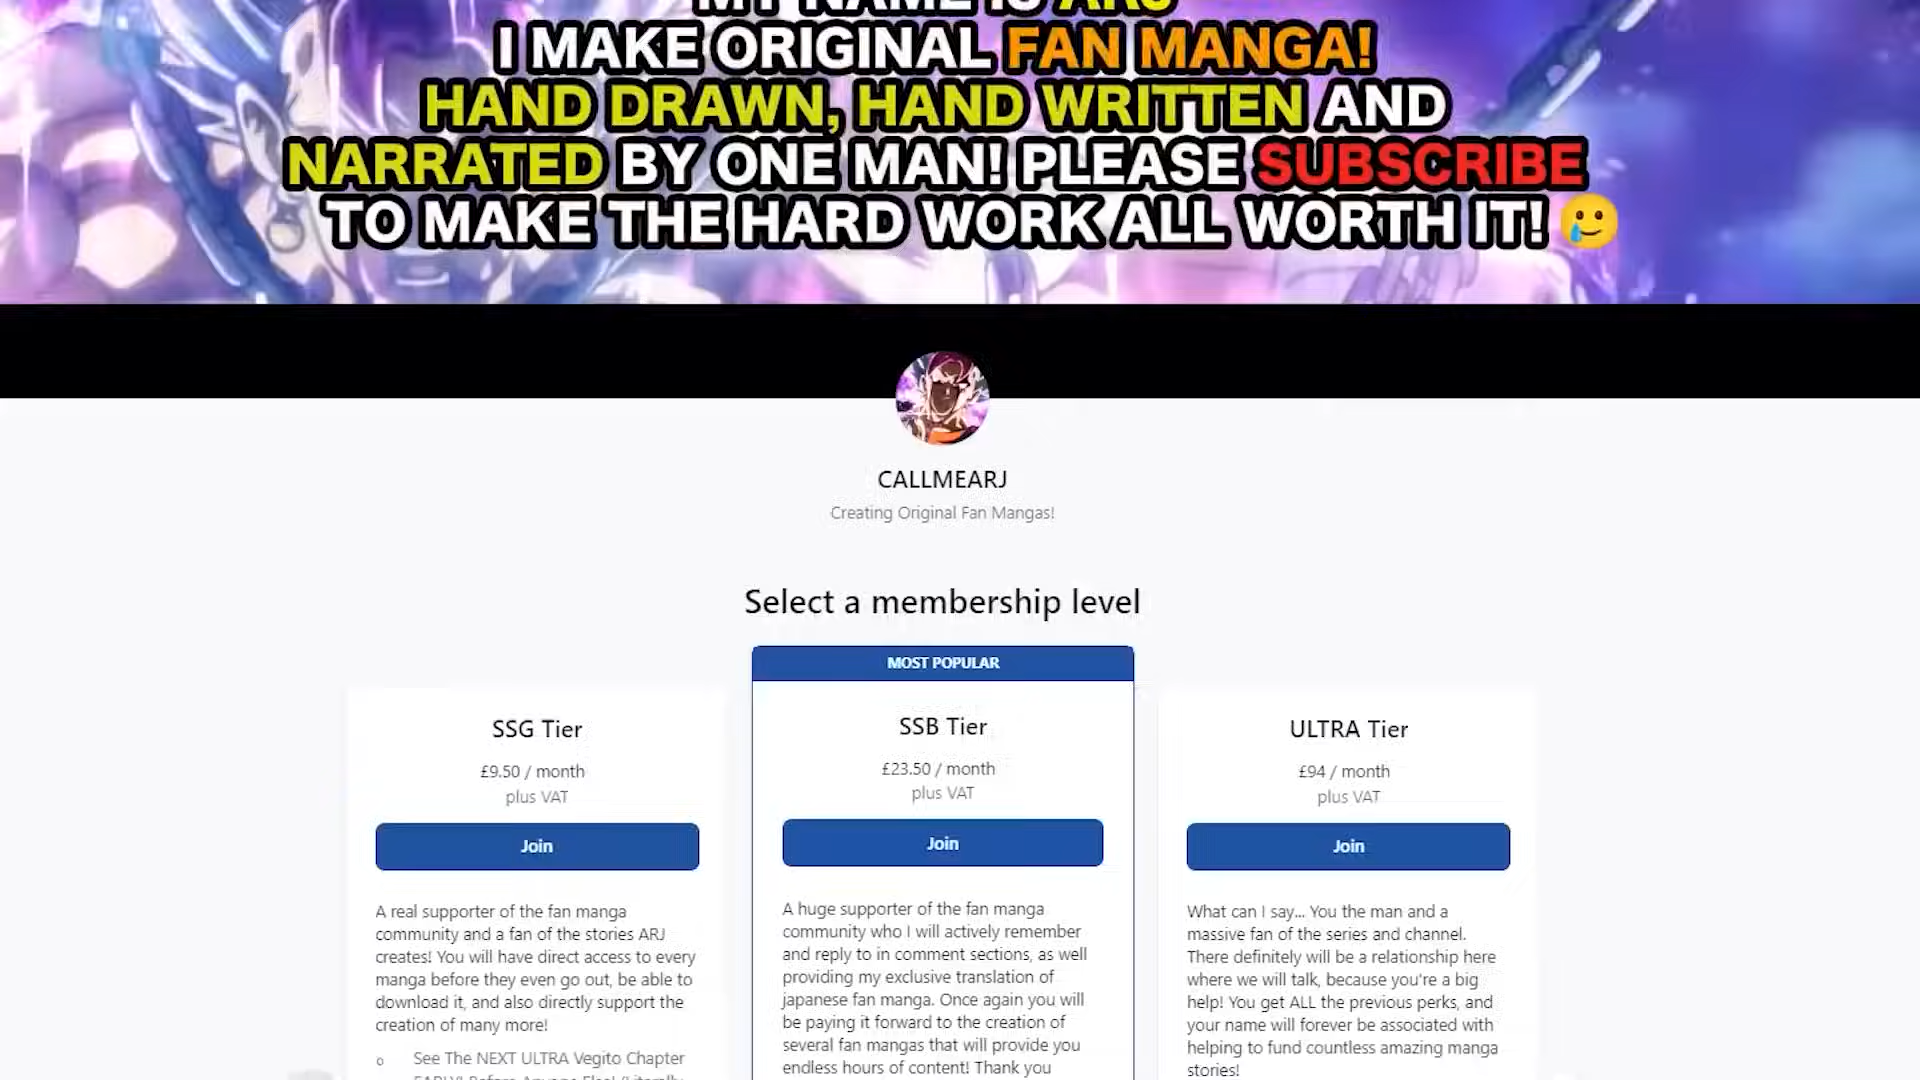 MY NAME IS ARJ
I MAKE ORIGINAL FAN MANGA!
HAND DRAWN, HAND WRITTEN AND
NARRATED BY ONE MAN! PLEASE SUBSCRIBE
TO MAKE THE HARD WORK ALL WORTH IT! 🥲
CALLMEARJ
Creating Original Fan Mangas!
Select a membership level
SSG Tier
£9.50 / month
plus VAT
Join
A real supporter of the fan manga
community and a fan of the stories ARJ
creates! You will have direct access to every
manga before they even go out, be able to
download it, and also directly support the
creation of many more!
See The NEXT ULTRA Vegito Chapter
EARLY! Before Anyone Else! (Literally
MOST POPULAR
SSB Tier
£23.50 / month
plus VAT
Join
A huge supporter of the fan manga
community who I will actively remember
and reply to in comment sections, as well
providing my exclusive translation of
japanese fan manga. Once again you will
be paying it forward to the creation of
several fan mangas that will provide you
endless hours of content! Thank you
ULTRA Tier
£94 / month
plus VAT
Join
What can I say... You the man and a
massive fan of the series and channel.
There definitely will be a relationship here
where we will talk, because you're a big
help! You get ALL the previous perks, and
your name will forever be associated with
helping to fund countless amazing manga
stories!